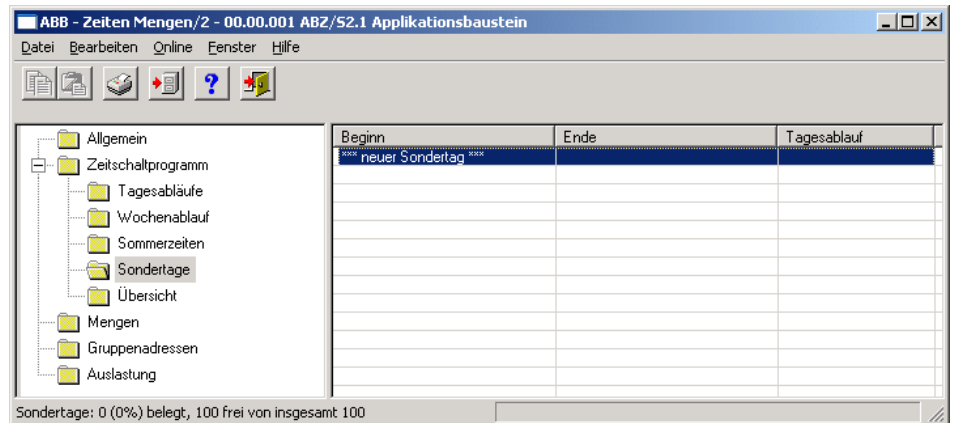 ABB - Zeiten Mengen/2 - 00.00.001 ABZ/S2.1 Applikationsbaustein
Datei Bearbeiten Online Fenster Hilfe
Allgemein
Zeitschaltprogramm
Tagesabläufe
Wochenablauf
Sommerzeiten
Sondertage
Übersicht
Mengen
Gruppenadressen
Auslastung
Beginn Ende Tagesablauf
*** neuer Sondertag ***
Sondertage: 0 (0%) belegt, 100 frei von insgesamt 100